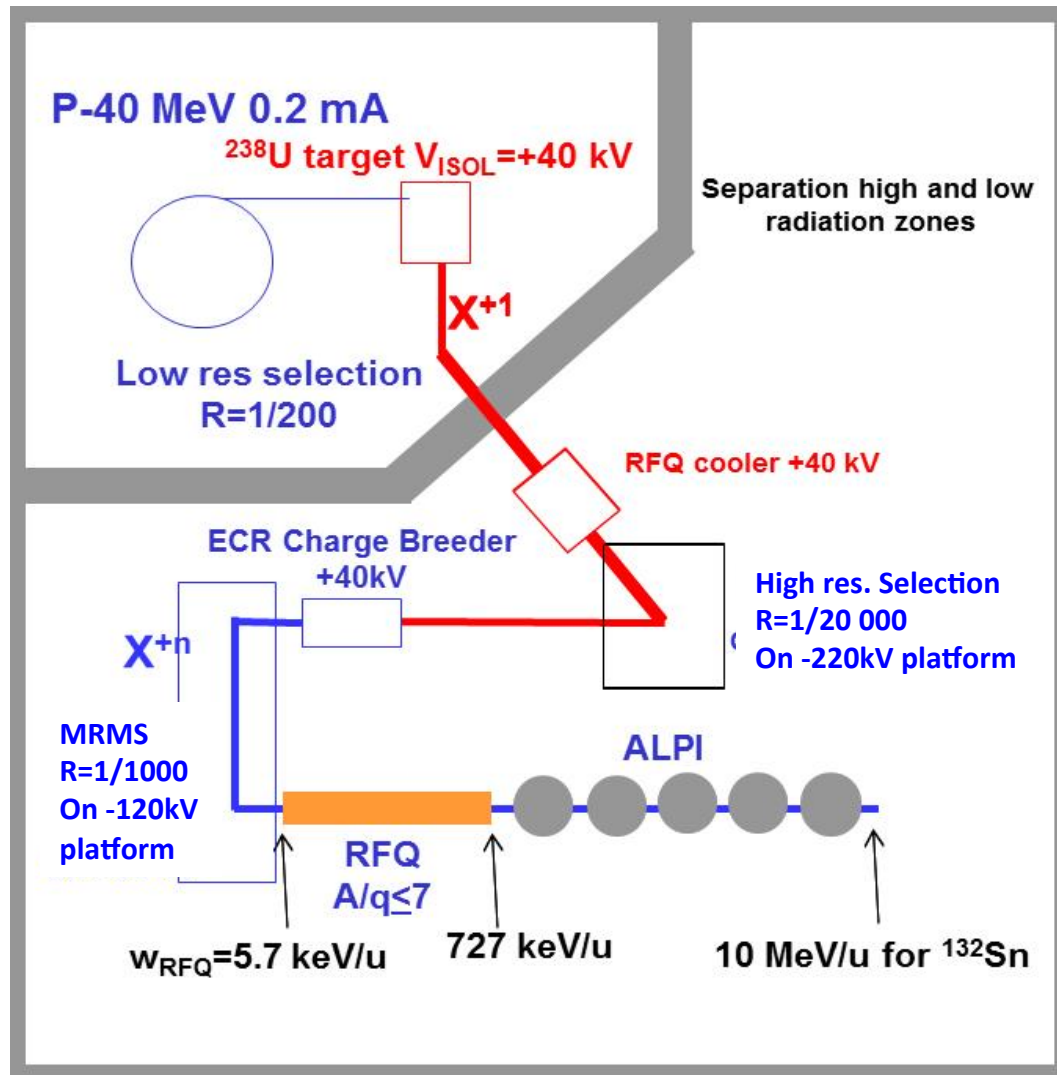 P-40 MeV 0.2 mA
²³⁸U target V_ISOL=+40 kV
Separation high and low
radiation zones
X⁺¹
Low res selection
R=1/200
RFQ cooler +40 kV
ECR Charge Breeder
+40kV
High res. Selection
R=1/20 000
On -220kV platform
X⁺ⁿ
MRMS
R=1/1000
On -120kV
platform
ALPI
RFQ
A/q≤7
w_RFQ=5.7 keV/u
727 keV/u
10 MeV/u for ¹³²Sn